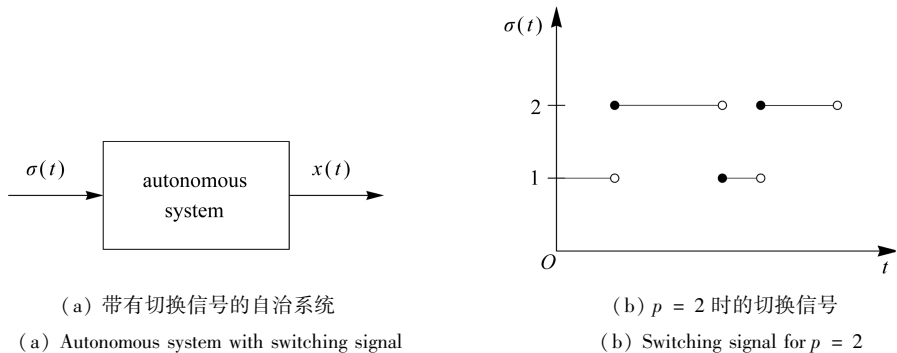 σ(t)
autonomous
system
x(t)
σ(t)
2
1
O
t
(a) 带有切换信号的自治系统
(a) Autonomous system with switching signal
(b) p = 2 时的切换信号
(b) Switching signal for p = 2